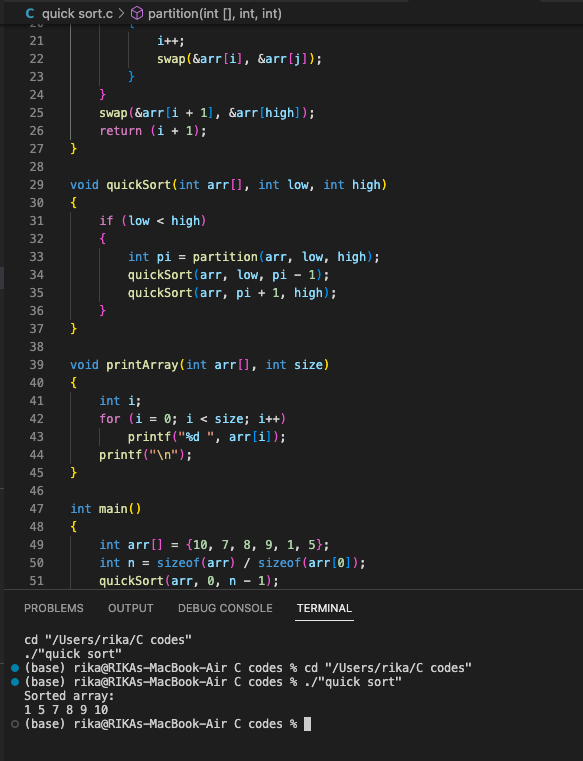 C quick sort.c > partition(int [], int, int)
20 {
21 i++;
22 swap(&arr[i], &arr[j]);
23 }
24 }
25 swap(&arr[i + 1], &arr[high]);
26 return (i + 1);
27 }
28
29 void quickSort(int arr[], int low, int high)
30 {
31 if (low < high)
32 {
33 int pi = partition(arr, low, high);
34 quickSort(arr, low, pi - 1);
35 quickSort(arr, pi + 1, high);
36 }
37 }
38
39 void printArray(int arr[], int size)
40 {
41 int i;
42 for (i = 0; i < size; i++)
43 printf("%d ", arr[i]);
44 printf("\n");
45 }
46
47 int main()
48 {
49 int arr[] = {10, 7, 8, 9, 1, 5};
50 int n = sizeof(arr) / sizeof(arr[0]);
51 quickSort(arr, 0, n - 1);
PROBLEMS OUTPUT DEBUG CONSOLE TERMINAL
cd "/Users/rika/C codes"
./"quick sort"
(base) rika@RIKAs-MacBook-Air C codes % cd "/Users/rika/C codes"
(base) rika@RIKAs-MacBook-Air C codes % ./"quick sort"
Sorted array:
1 5 7 8 9 10
(base) rika@RIKAs-MacBook-Air C codes %